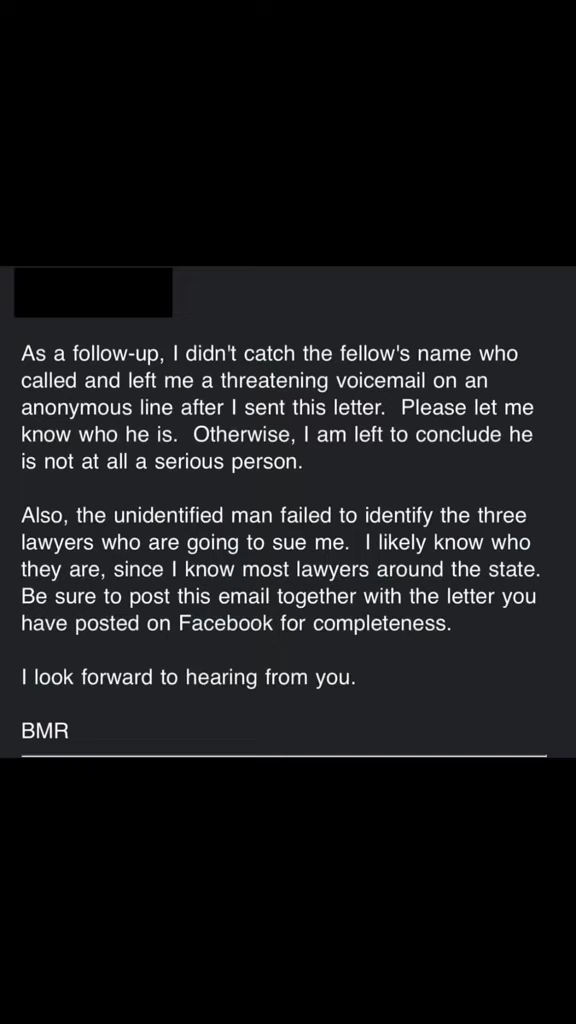 As a follow-up, I didn't catch the fellow's name who
called and left me a threatening voicemail on an
anonymous line after I sent this letter.  Please let me
know who he is.  Otherwise, I am left to conclude he
is not at all a serious person.
Also, the unidentified man failed to identify the three
lawyers who are going to sue me.  I likely know who
they are, since I know most lawyers around the state.
Be sure to post this email together with the letter you
have posted on Facebook for completeness.
I look forward to hearing from you.
BMR